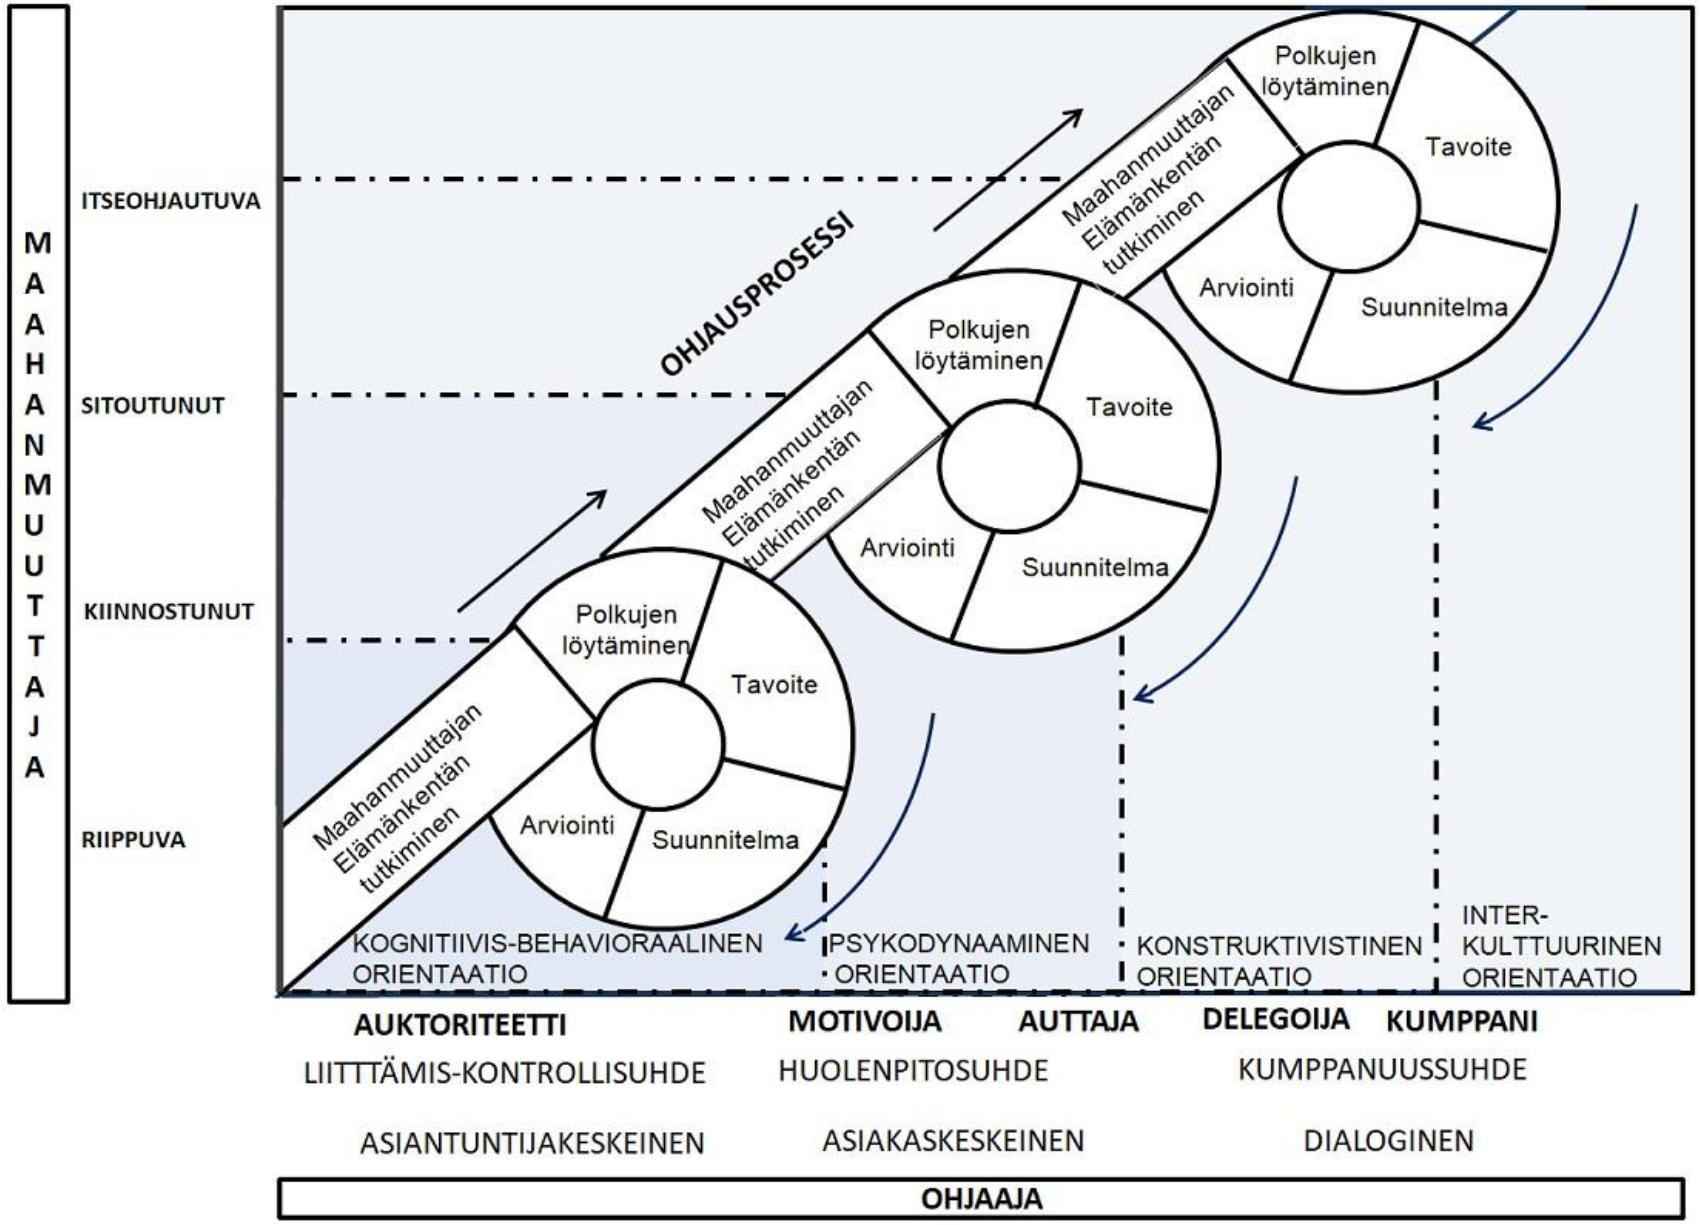 MAAHANMUUTTAJA
ITSEOHJAUTUVA
SITOUTUNUT
KIINNOSTUNUT
RIIPPUVA
OHJAUSPROSESSI
Polkujen
löytäminen
Tavoite
Suunnitelma
Arviointi
Maahanmuuttajan
Elämänkentän
tutkiminen
Polkujen
löytäminen
Tavoite
Suunnitelma
Arviointi
Maahanmuuttajan
Elämänkentän
tutkiminen
Polkujen
löytäminen
Tavoite
Suunnitelma
Arviointi
Maahanmuuttajan
Elämänkentän
tutkiminen
KOGNITIIVIS-BEHAVIORAALINEN
ORIENTAATIO
PSYKODYNAAMINEN
ORIENTAATIO
KONSTRUKTIVISTINEN
ORIENTAATIO
INTER-
KULTTUURINEN
ORIENTAATIO
AUKTORITEETTI MOTIVOIJA AUTTAJA DELEGOIJA KUMPPANI
LIITTTÄMIS-KONTROLLISUHDE HUOLENPITOSUHDE KUMPPANUUSSUHDE
ASIANTUNTIJAKESKEINEN ASIAKASKESKEINEN DIALOGINEN
OHJAAJA